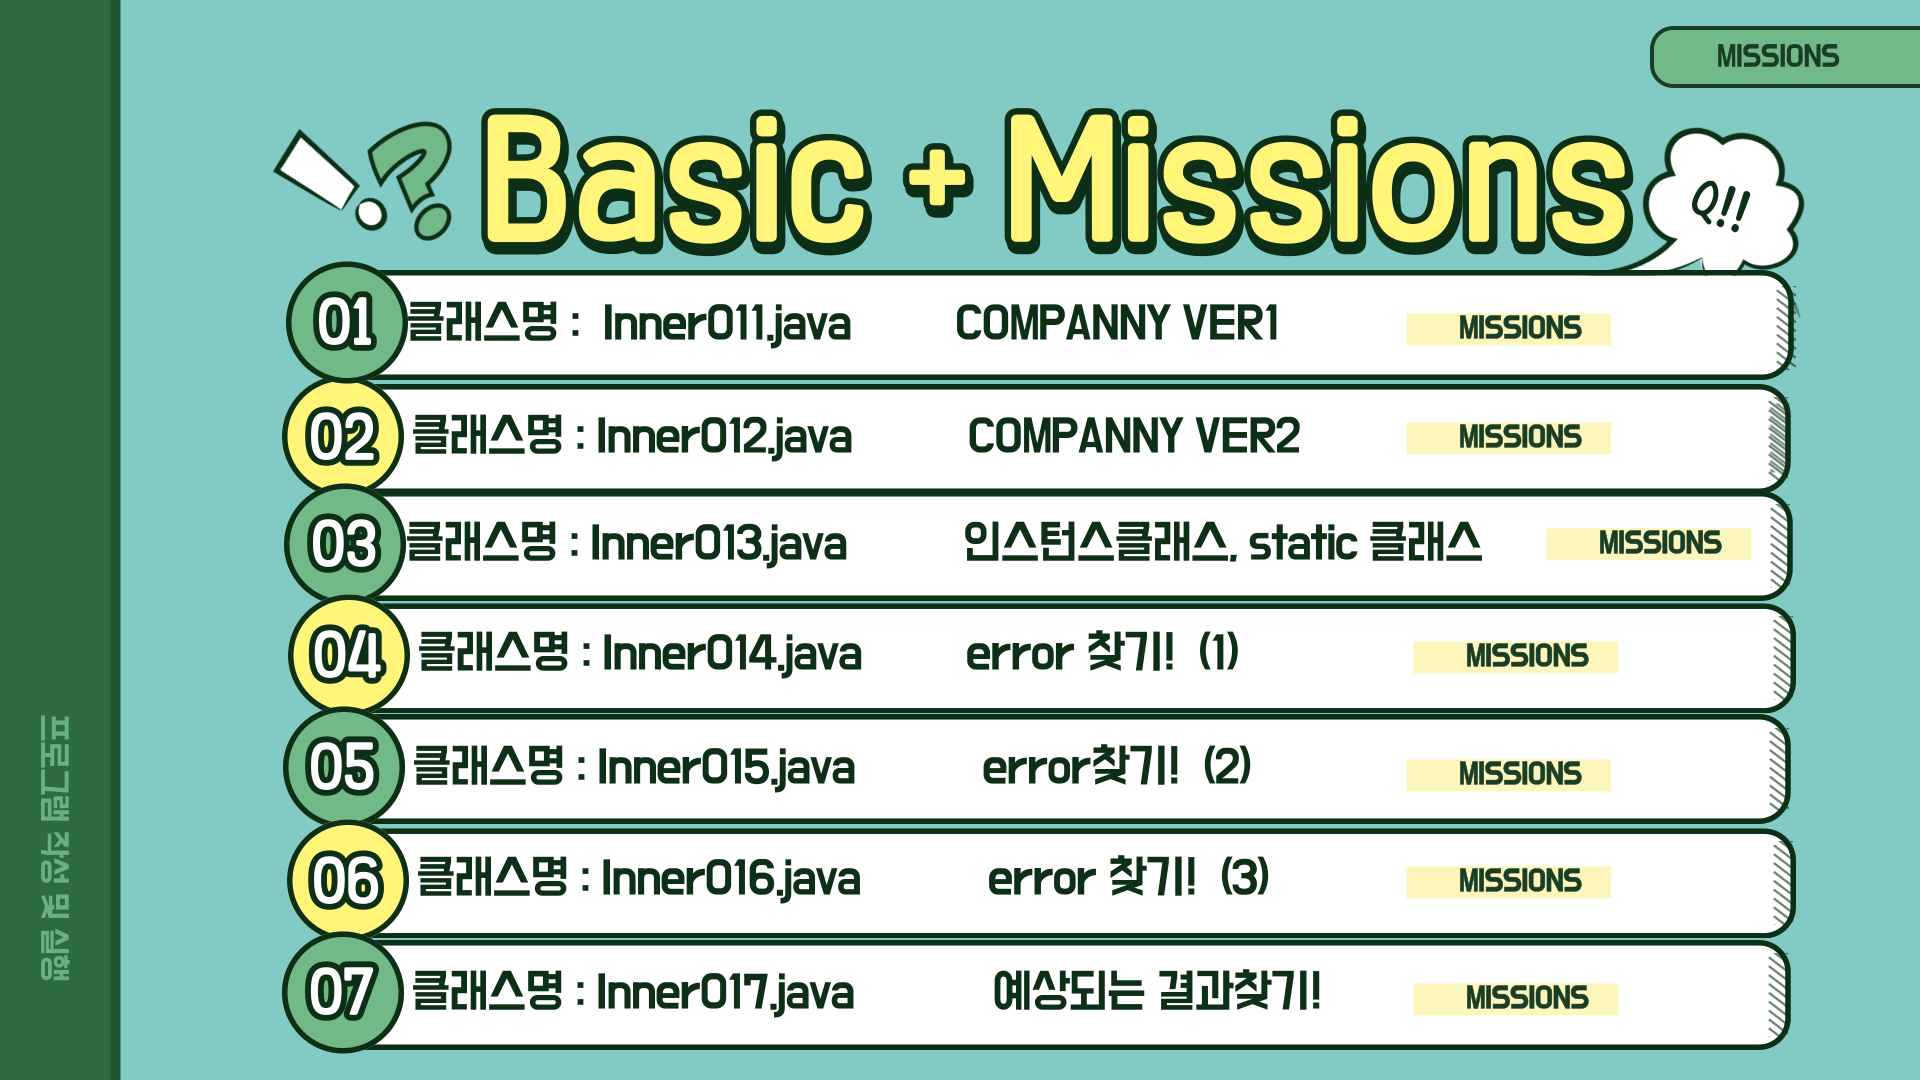 MISSIONS
!?
Basic + Missions
Q!!
01 클래스명 : Inner011.java COMPANNY VER1 MISSIONS
02 클래스명 : Inner012.java COMPANNY VER2 MISSIONS
03 클래스명 : Inner013.java 인스턴스클래스, static 클래스 MISSIONS
04 클래스명 : Inner014.java error 찾기! (1) MISSIONS
05 클래스명 : Inner015.java error찾기! (2) MISSIONS
06 클래스명 : Inner016.java error 찾기! (3) MISSIONS
07 클래스명 : Inner017.java 예상되는 결과찾기! MISSIONS
프로그램 작성 및 실행